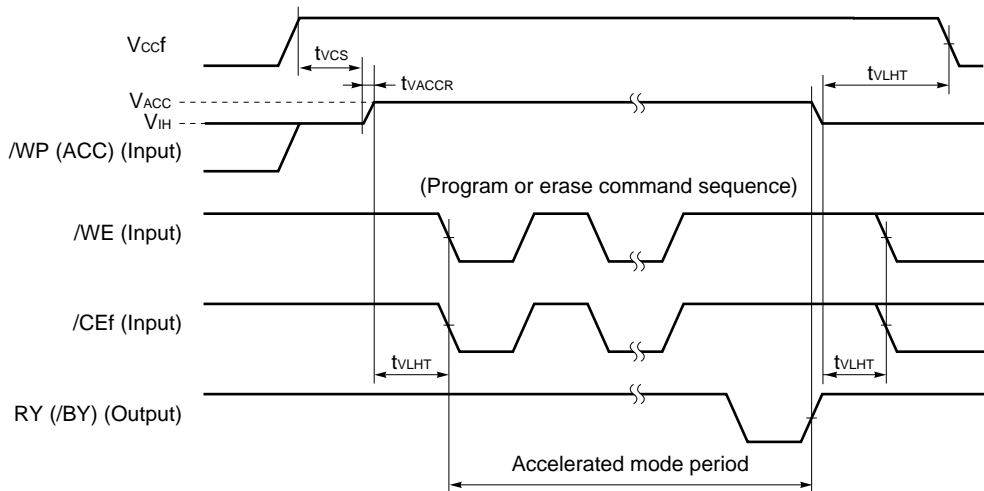 VCCf
tVCS
tVACCR
tVLHT
VACC
VIH
/WP (ACC) (Input)
(Program or erase command sequence)
/WE (Input)
/CEf (Input)
tVLHT
tVLHT
RY (/BY) (Output)
Accelerated mode period